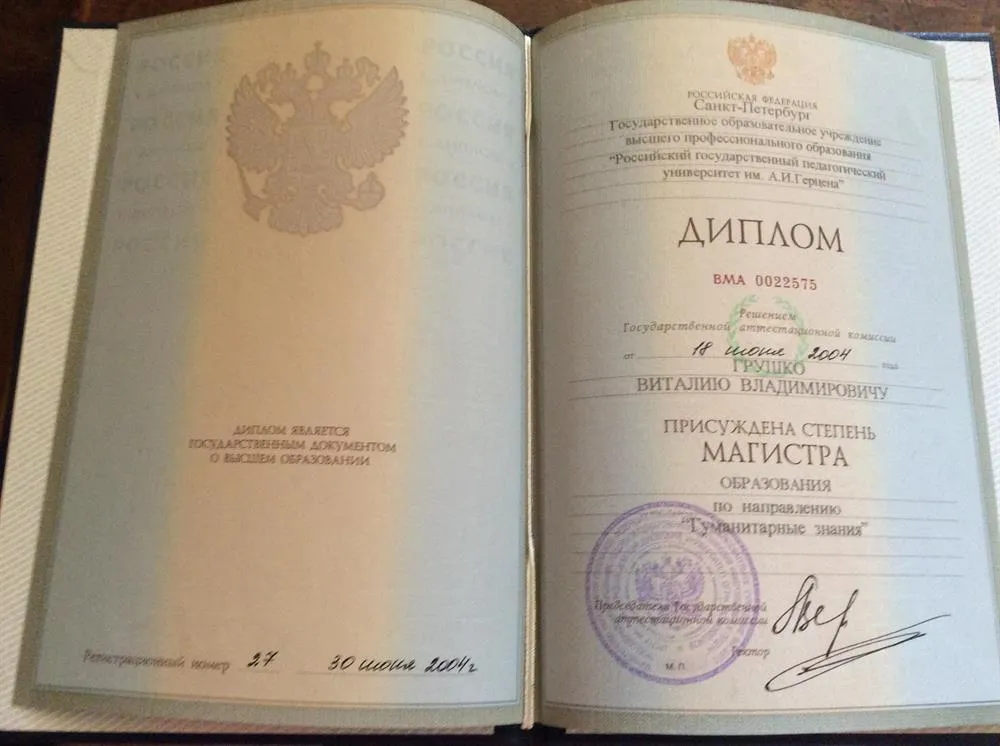 ДИПЛОМ ЯВЛЯЕТСЯ
ГОСУДАРСТВЕННЫМ ДОКУМЕНТОМ
О ВЫСШЕМ ОБРАЗОВАНИИ
Регистрационный номер 27 30 июня 2004г
РОССИЙСКАЯ ФЕДЕРАЦИЯ
Санкт-Петербург
Государственное образовательное учреждение
высшего профессионального образования
"Российский государственный педагогический
университет им. А.И.Герцена"
ДИПЛОМ
ВМА 0022575
Решением
Государственной аттестационной комиссии
от 18 июня 2004 года
ГРУШКО
ВИТАЛИЮ ВЛАДИМИРОВИЧУ
ПРИСУЖДЕНА СТЕПЕНЬ
МАГИСТРА
ОБРАЗОВАНИЯ
по направлению
"Гуманитарные знания"
Председатель Государственной
аттестационной комиссии
Ректор
М.П.